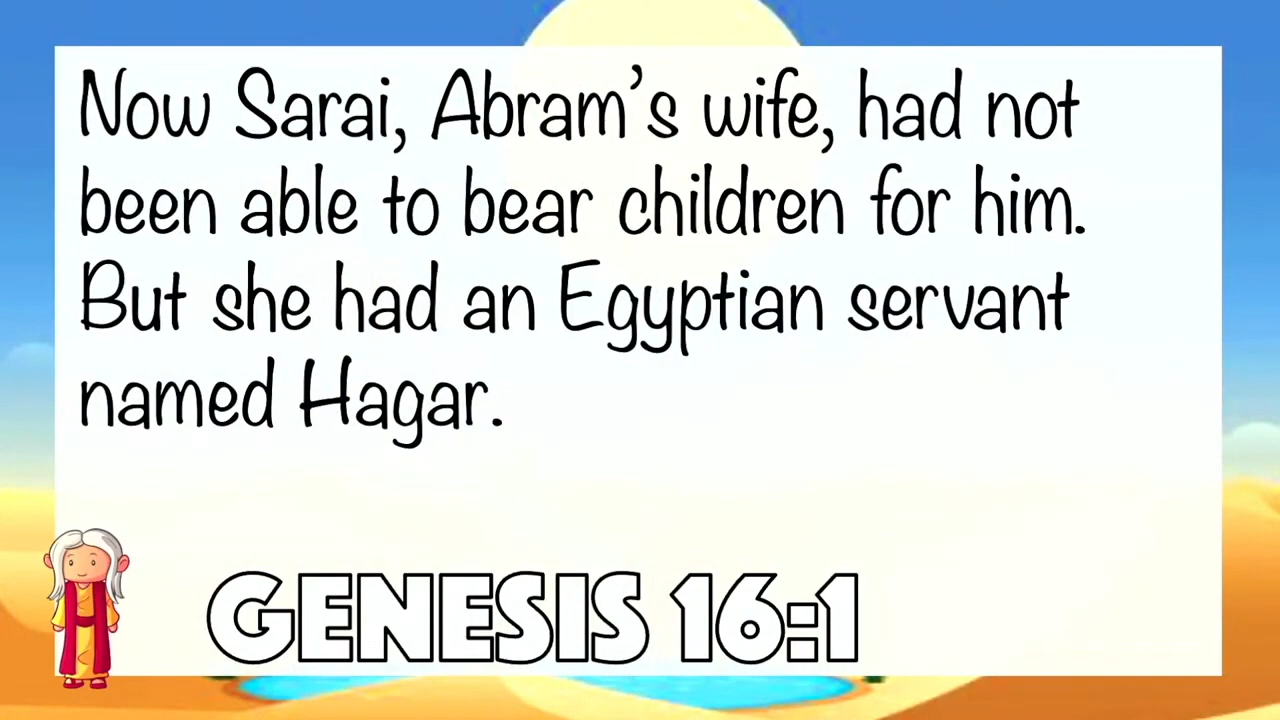 Now Sarai, Abram’s wife, had not
been able to bear children for him.
But she had an Egyptian servant
named Hagar.
GENESIS 16:1